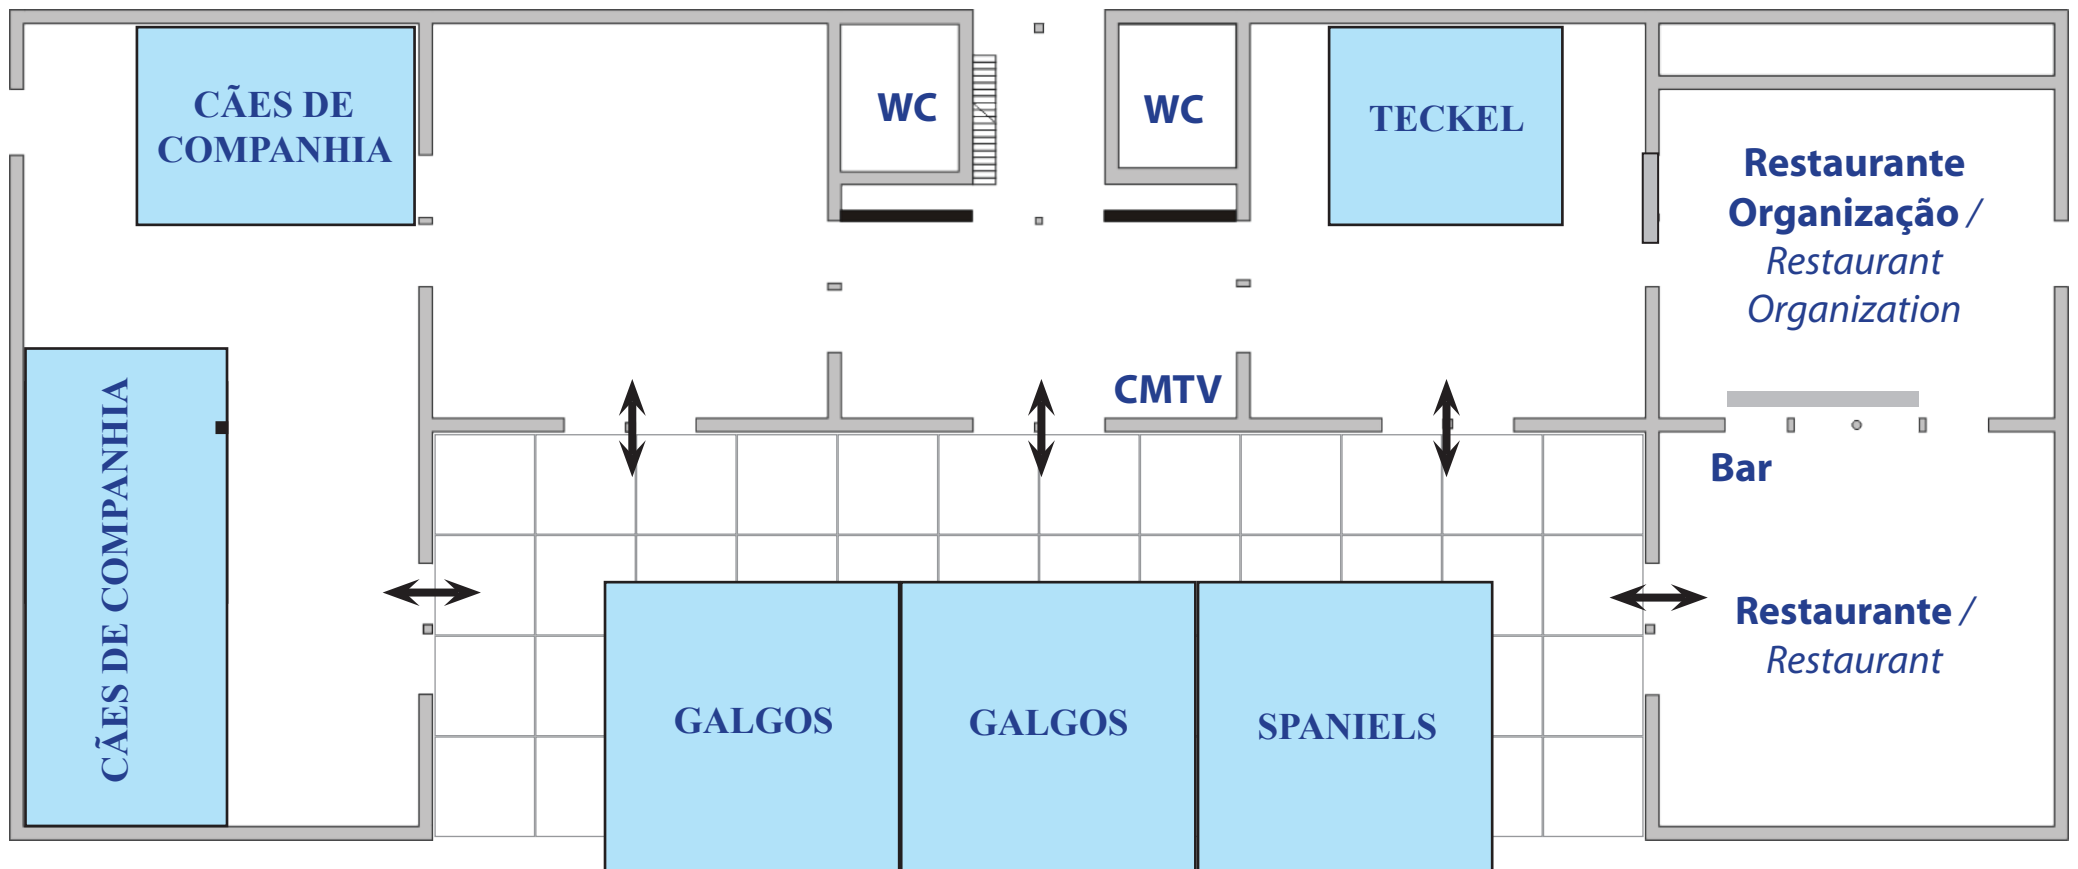 CÃES DE
COMPANHIA
WC
WC
TECKEL
Restaurante
Organização /
Restaurant
Organization
CÃES DE COMPANHIA
CMTV
Bar
Restaurante /
Restaurant
GALGOS
GALGOS
SPANIELS